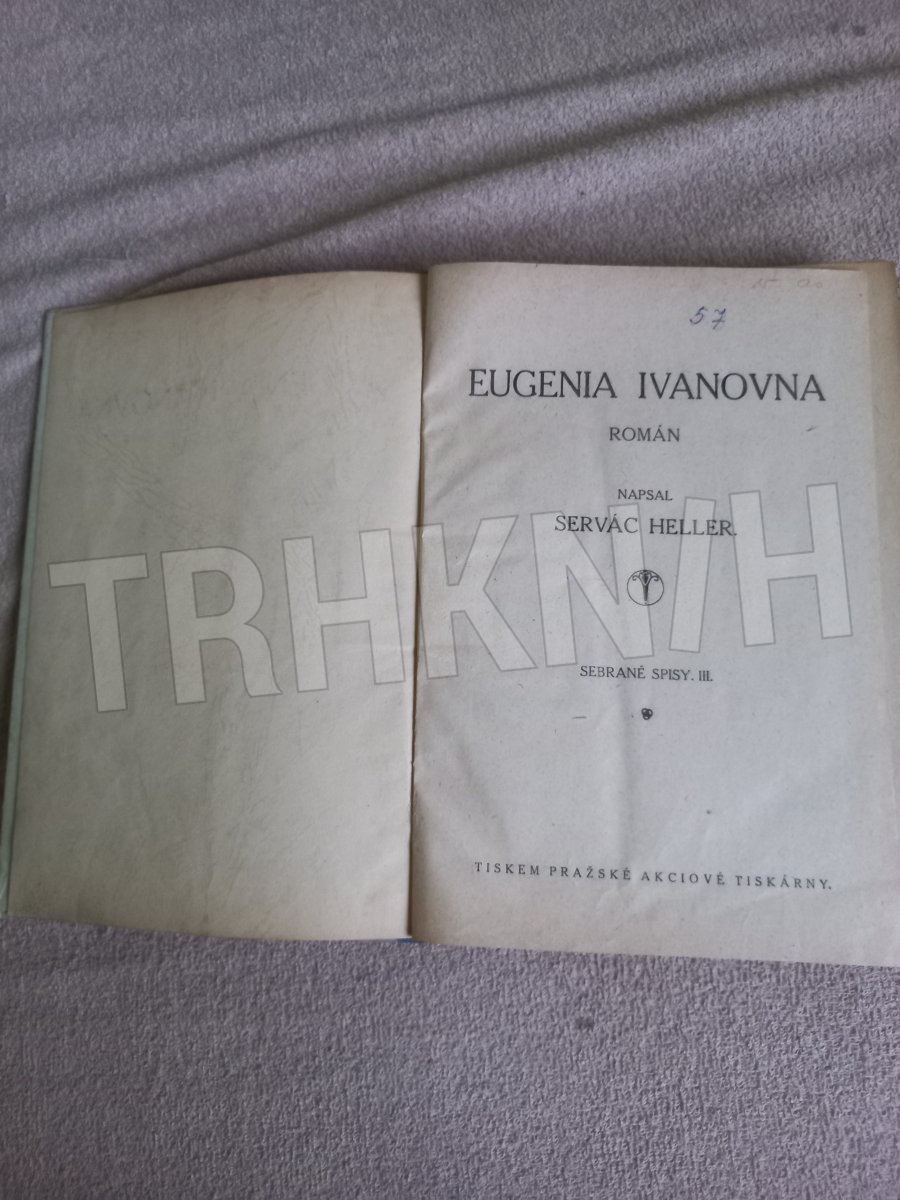 57
EUGENIA IVANOVNA
ROMÁN
NAPSAL
SERVÁC HELLER.
TRHKNIH
SEBRANÉ SPISY. III.
TISKEM PRAŽSKÉ AKCIOVÉ TISKÁRNY.